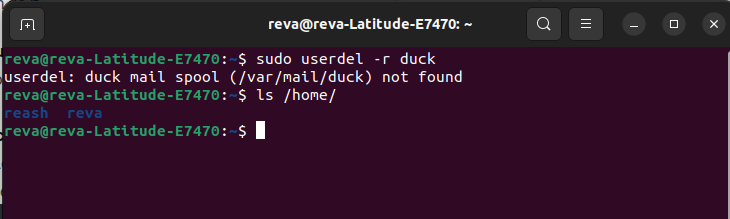 reva@reva-Latitude-E7470: ~
reva@reva-Latitude-E7470:~$ sudo userdel -r duck
userdel: duck mail spool (/var/mail/duck) not found
reva@reva-Latitude-E7470:~$ ls /home/
reash  reva
reva@reva-Latitude-E7470:~$